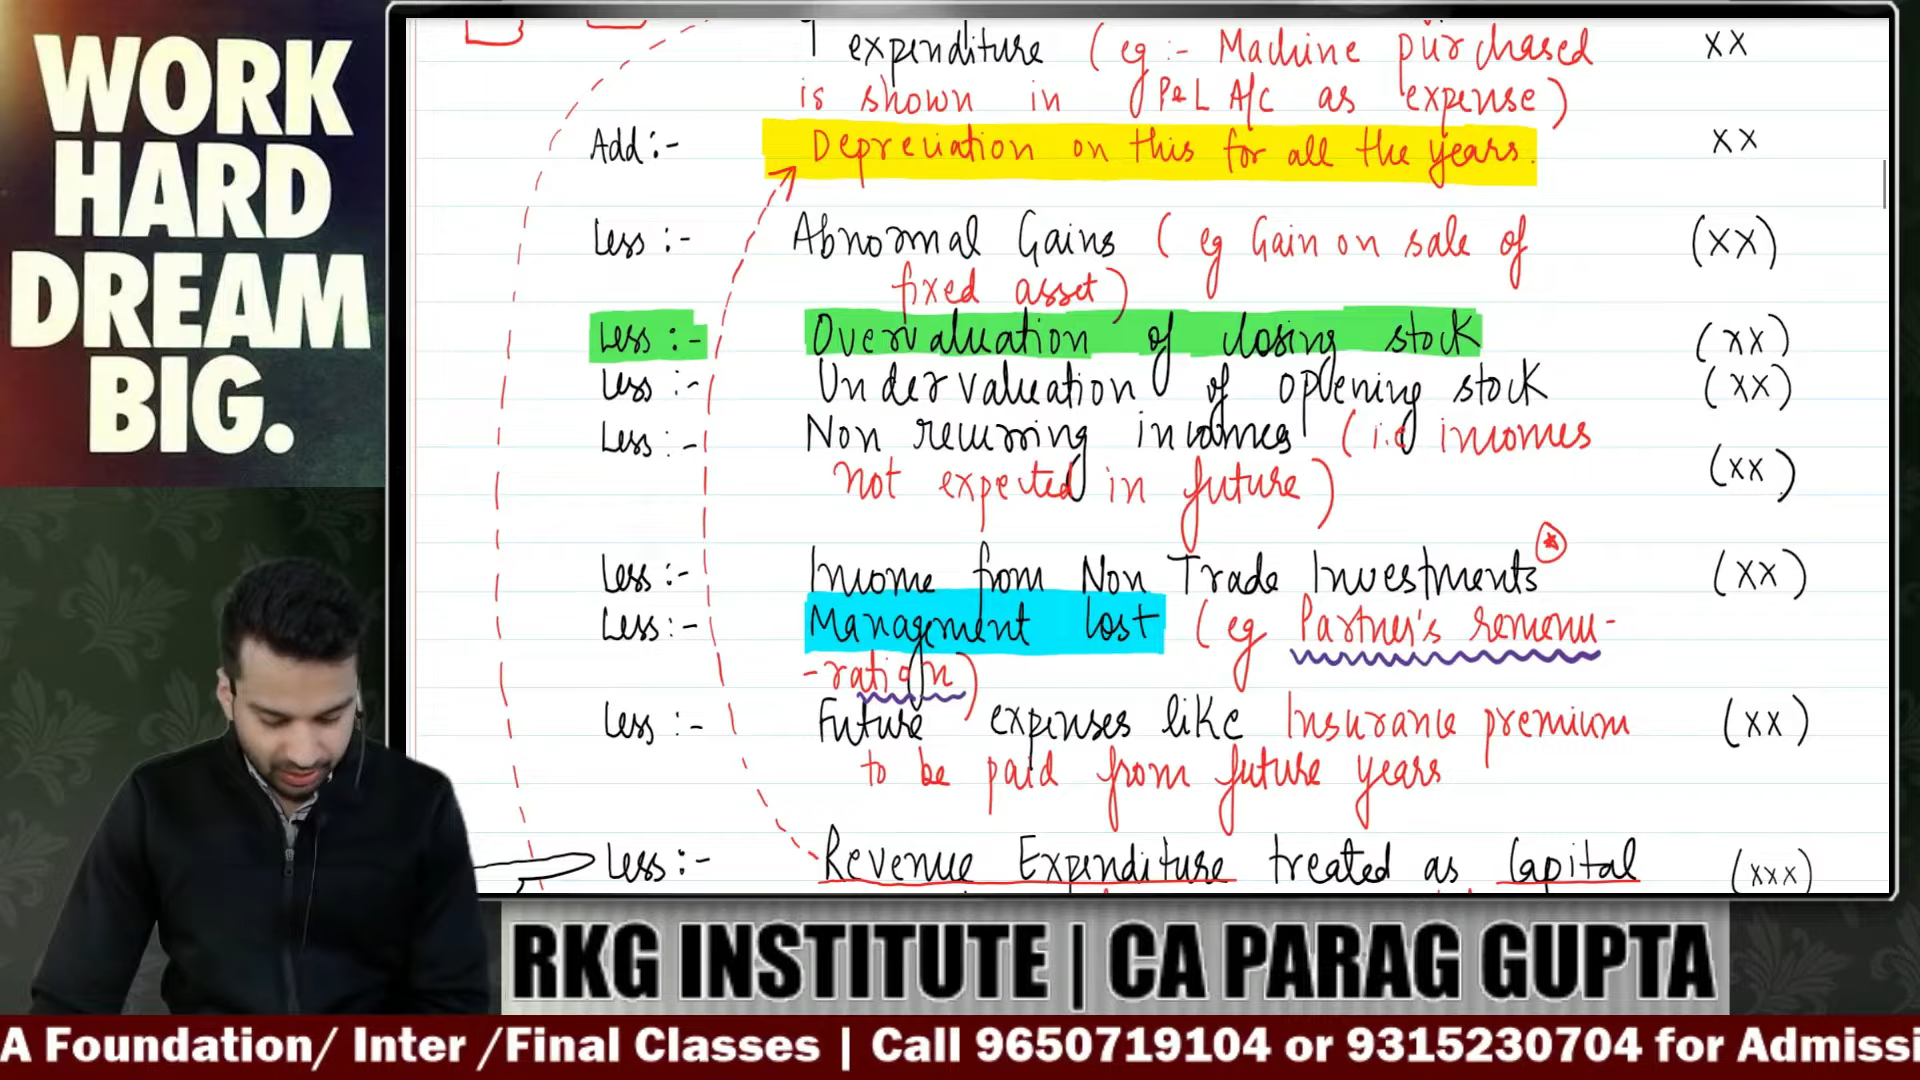 WORK
HARD
DREAM
BIG.
expenditure (eg :- Machine purchased XX
is shown in P&L A/C as expense)
Add :- Depreciation on this for all the years. XX
Less :- Abnormal Gains (eg Gain on sale of (XX)
fixed asset)
Less :- Overvaluation of closing stock (XX)
Less :- Undervaluation of opening stock (XX)
Less :- Non recurring incomes (i.e incomes
not expected in future) (XX)
Less :- Income from Non Trade Investments (XX)
Less :- Management Cost (eg Partner's remunu-
-ration)
Less :- Future expenses like Insurance premium (XX)
to be paid from future years
Less :- Revenue Expenditure treated as Capital (XXX)
RKG INSTITUTE | CA PARAG GUPTA
A Foundation/ Inter /Final Classes | Call 9650719104 or 9315230704 for Admissi